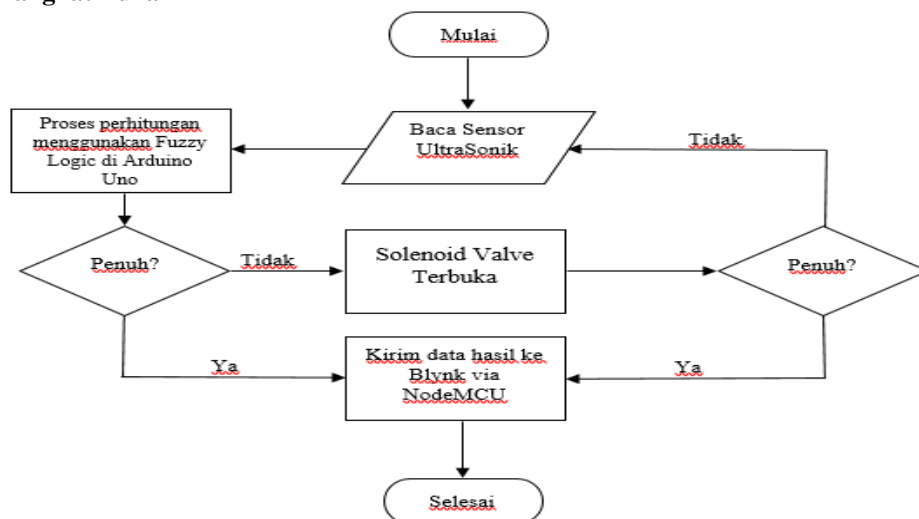 Mulai
Baca Sensor
UltraSonik
Proses perhitungan
menggunakan Fuzzy
Logic di Arduino
Uno
Penuh?
Tidak
Solenoid Valve
Terbuka
Penuh?
Tidak
Ya
Kirim data hasil ke
Blynk via
NodeMCU
Ya
Selesai